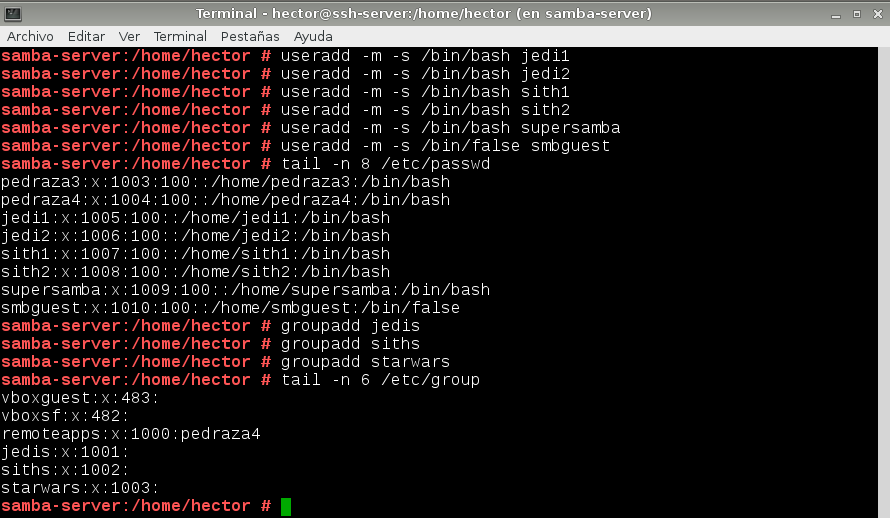 Terminal - hector@ssh-server:/home/hector (en samba-server)
Archivo Editar Ver Terminal Pestañas Ayuda
samba-server:/home/hector # useradd -m -s /bin/bash jedi1
samba-server:/home/hector # useradd -m -s /bin/bash jedi2
samba-server:/home/hector # useradd -m -s /bin/bash sith1
samba-server:/home/hector # useradd -m -s /bin/bash sith2
samba-server:/home/hector # useradd -m -s /bin/bash supersamba
samba-server:/home/hector # useradd -m -s /bin/false smbguest
samba-server:/home/hector # tail -n 8 /etc/passwd
pedraza3:x:1003:100::/home/pedraza3:/bin/bash
pedraza4:x:1004:100::/home/pedraza4:/bin/bash
jedi1:x:1005:100::/home/jedi1:/bin/bash
jedi2:x:1006:100::/home/jedi2:/bin/bash
sith1:x:1007:100::/home/sith1:/bin/bash
sith2:x:1008:100::/home/sith2:/bin/bash
supersamba:x:1009:100::/home/supersamba:/bin/bash
smbguest:x:1010:100::/home/smbguest:/bin/false
samba-server:/home/hector # groupadd jedis
samba-server:/home/hector # groupadd siths
samba-server:/home/hector # groupadd starwars
samba-server:/home/hector # tail -n 6 /etc/group
vboxguest:x:483:
vboxsf:x:482:
remoteapps:x:1000:pedraza4
jedis:x:1001:
siths:x:1002:
starwars:x:1003:
samba-server:/home/hector #